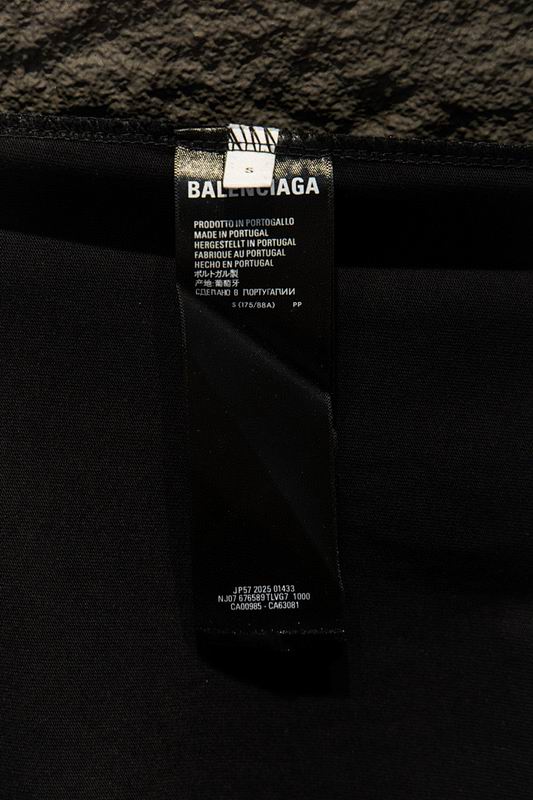 S
BALENCIAGA
PRODOTTO IN PORTOGALLO
MADE IN PORTUGAL
HERGESTELLT IN PORTUGAL
FABRIQUE AU PORTUGAL
HECHO EN PORTUGAL
ポルトガル製
产地:葡萄牙
СДЕЛАНО В ПОРТУГАЛИИ
S (175/88A) PP
JP57 2025 01433
NJ07 676589TLVG7 1000
CA00985 - CA63081